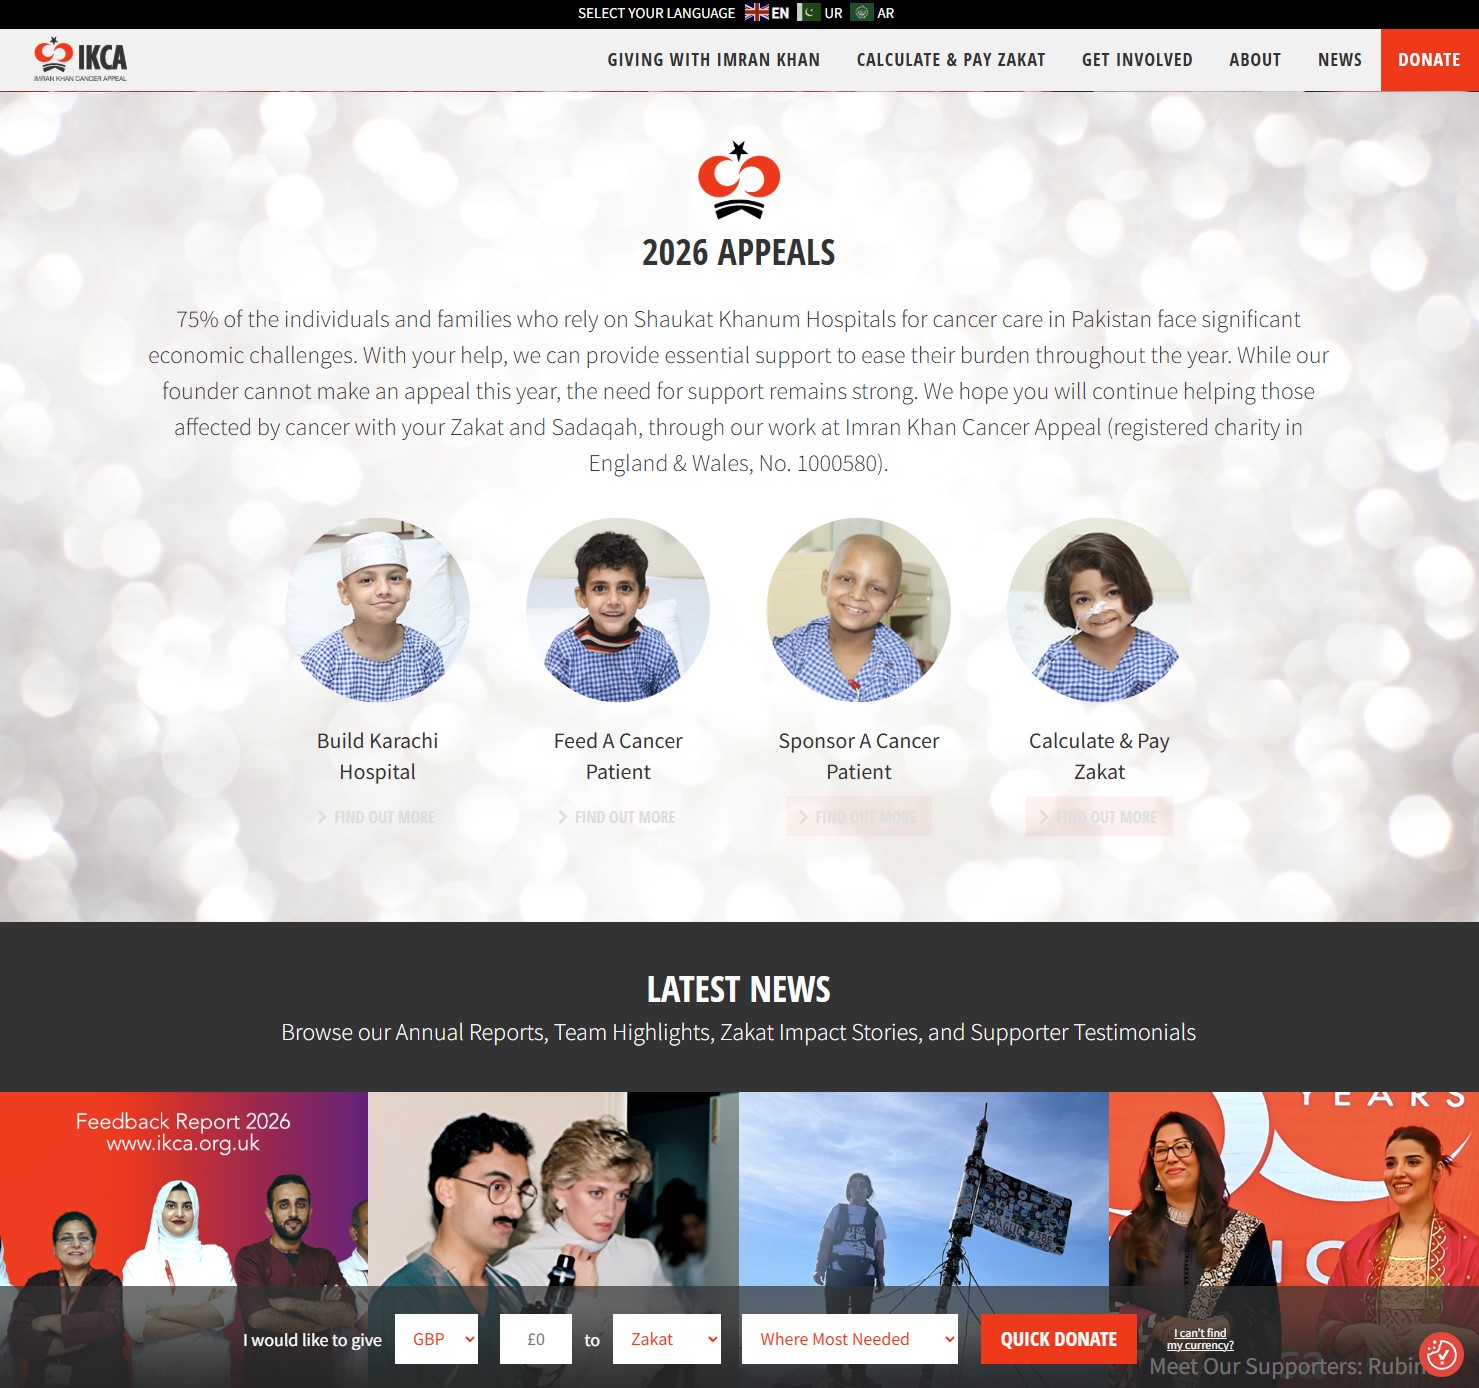 SELECT YOUR LANGUAGE EN UR AR
IKCA
IMRAN KHAN CANCER APPEAL
GIVING WITH IMRAN KHAN CALCULATE & PAY ZAKAT GET INVOLVED ABOUT NEWS DONATE
2026 APPEALS
75% of the individuals and families who rely on Shaukat Khanum Hospitals for cancer care in Pakistan face significant
economic challenges. With your help, we can provide essential support to ease their burden throughout the year. While our
founder cannot make an appeal this year, the need for support remains strong. We hope you will continue helping those
affected by cancer with your Zakat and Sadaqah, through our work at Imran Khan Cancer Appeal (registered charity in
England & Wales, No. 1000580).
Build Karachi
Hospital
FIND OUT MORE
Feed A Cancer
Patient
FIND OUT MORE
Sponsor A Cancer
Patient
FIND OUT MORE
Calculate & Pay
Zakat
FIND OUT MORE
LATEST NEWS
Browse our Annual Reports, Team Highlights, Zakat Impact Stories, and Supporter Testimonials
Feedback Report 2026
www.ikca.org.uk
YEARS
I would like to give GBP £0 to Zakat Where Most Needed QUICK DONATE
I can't find
my currency?
Meet Our Supporters: